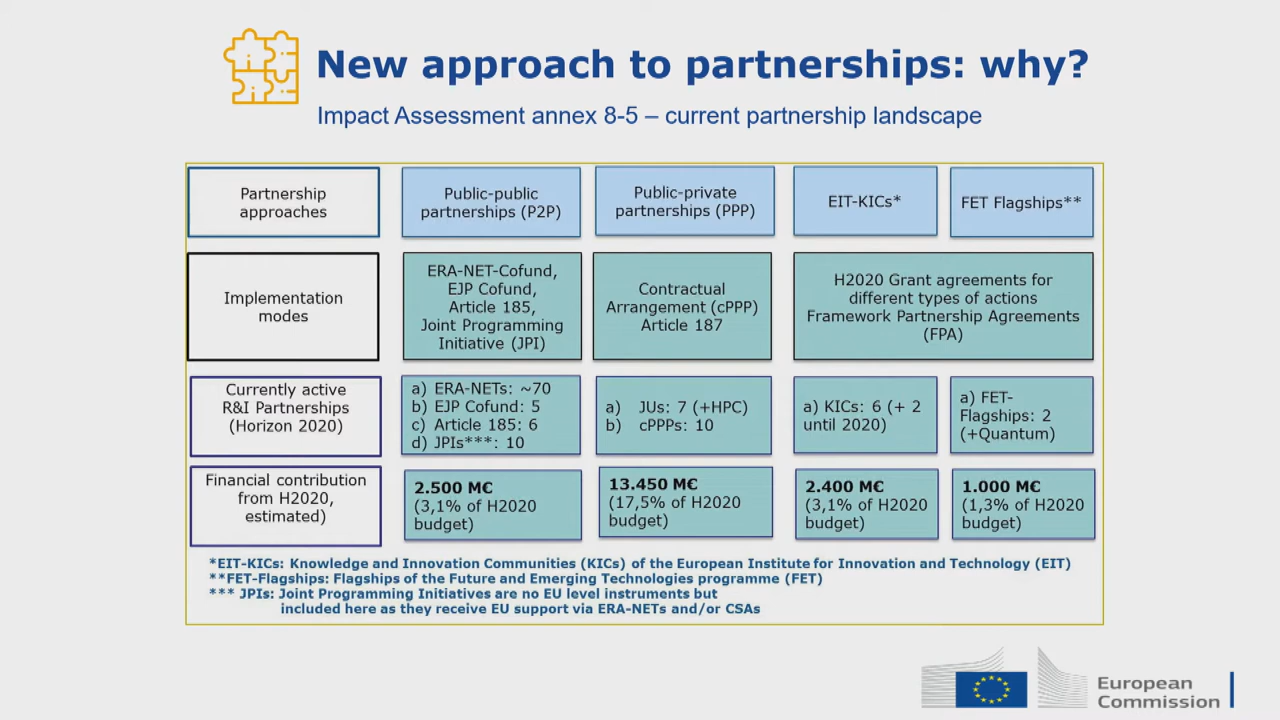 New approach to partnerships: why?
Impact Assessment annex 8-5 – current partnership landscape
Partnership
approaches
Public-public
partnerships (P2P)
Public-private
partnerships (PPP)
EIT-KICs*
FET Flagships**
Implementation
modes
ERA-NET-Cofund,
EJP Cofund,
Article 185,
Joint Programming
Initiative (JPI)
Contractual
Arrangement (cPPP)
Article 187
H2020 Grant agreements for
different types of actions
Framework Partnership Agreements
(FPA)
Currently active
R&I Partnerships
(Horizon 2020)
a) ERA-NETs: ~70
b) EJP Cofund: 5
c) Article 185: 6
d) JPIs***: 10
a) JUs: 7 (+HPC)
b) cPPPs: 10
a) KICs: 6 (+ 2
until 2020)
a) FET-
Flagships: 2
(+Quantum)
Financial contribution
from H2020,
estimated)
2.500 M€
(3,1% of H2020
budget)
13.450 M€
(17,5% of H2020
budget)
2.400 M€
(3,1% of H2020
budget)
1.000 M€
(1,3% of H2020
budget)
*EIT-KICs: Knowledge and Innovation Communities (KICs) of the European Institute for Innovation and Technology (EIT)
**FET-Flagships: Flagships of the Future and Emerging Technologies programme (FET)
*** JPIs: Joint Programming Initiatives are no EU level instruments but
included here as they receive EU support via ERA-NETs and/or CSAs
European
Commission